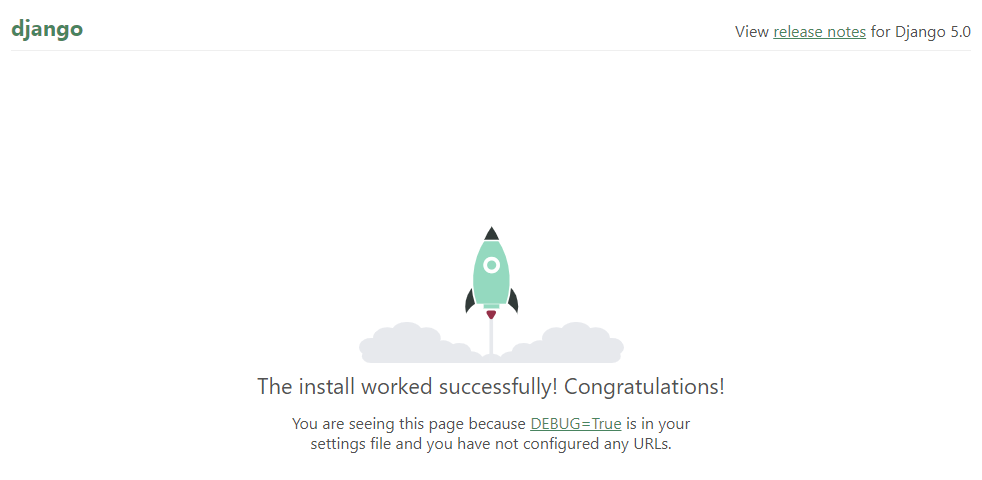 django
View release notes for Django 5.0
The install worked successfully! Congratulations!
You are seeing this page because DEBUG=True is in your
settings file and you have not configured any URLs.